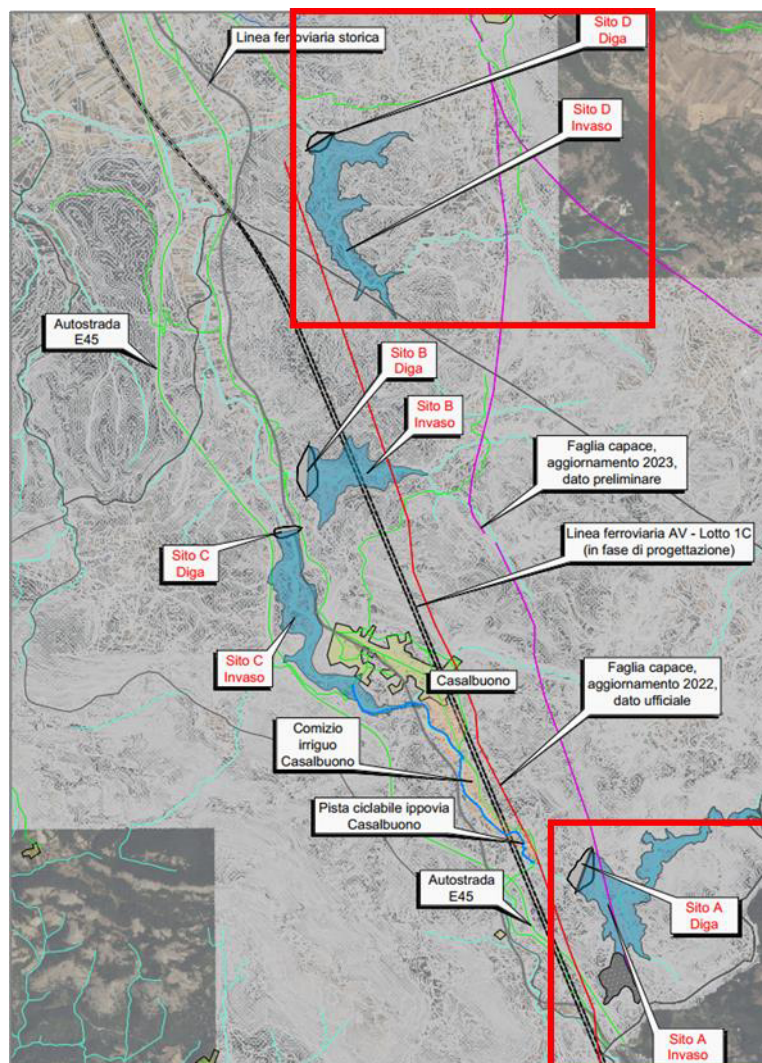 Sito D
Diga
Linea ferroviaria storica
Sito D
Invaso
Autostrada
E45
Sito B
Diga
Sito B
Invaso
Faglia capace,
aggiornamento 2023,
dato preliminare
Linea ferroviaria AV - Lotto 1C
(in fase di progettazione)
Sito C
Diga
Sito C
Invaso
Casalbuono
Faglia capace,
aggiornamento 2022,
dato ufficiale
Comizio
irriguo
Casalbuono
Pista ciclabile ippovia
Casalbuono
Autostrada
E45
Sito A
Diga
Sito A
Invaso